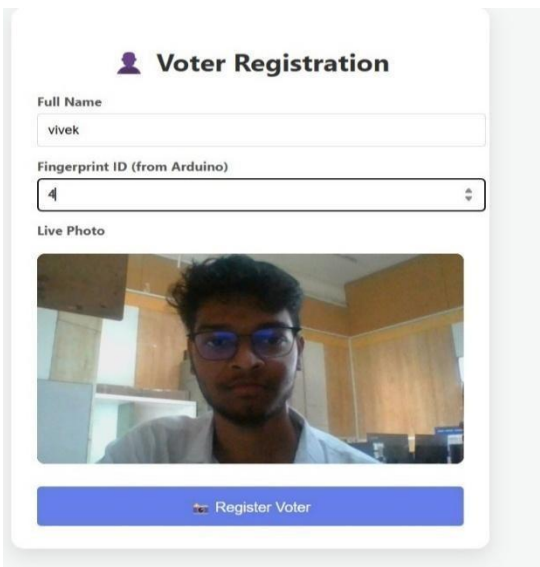 Voter Registration
Full Name
vivek
Fingerprint ID (from Arduino)
4
Live Photo
Register Voter